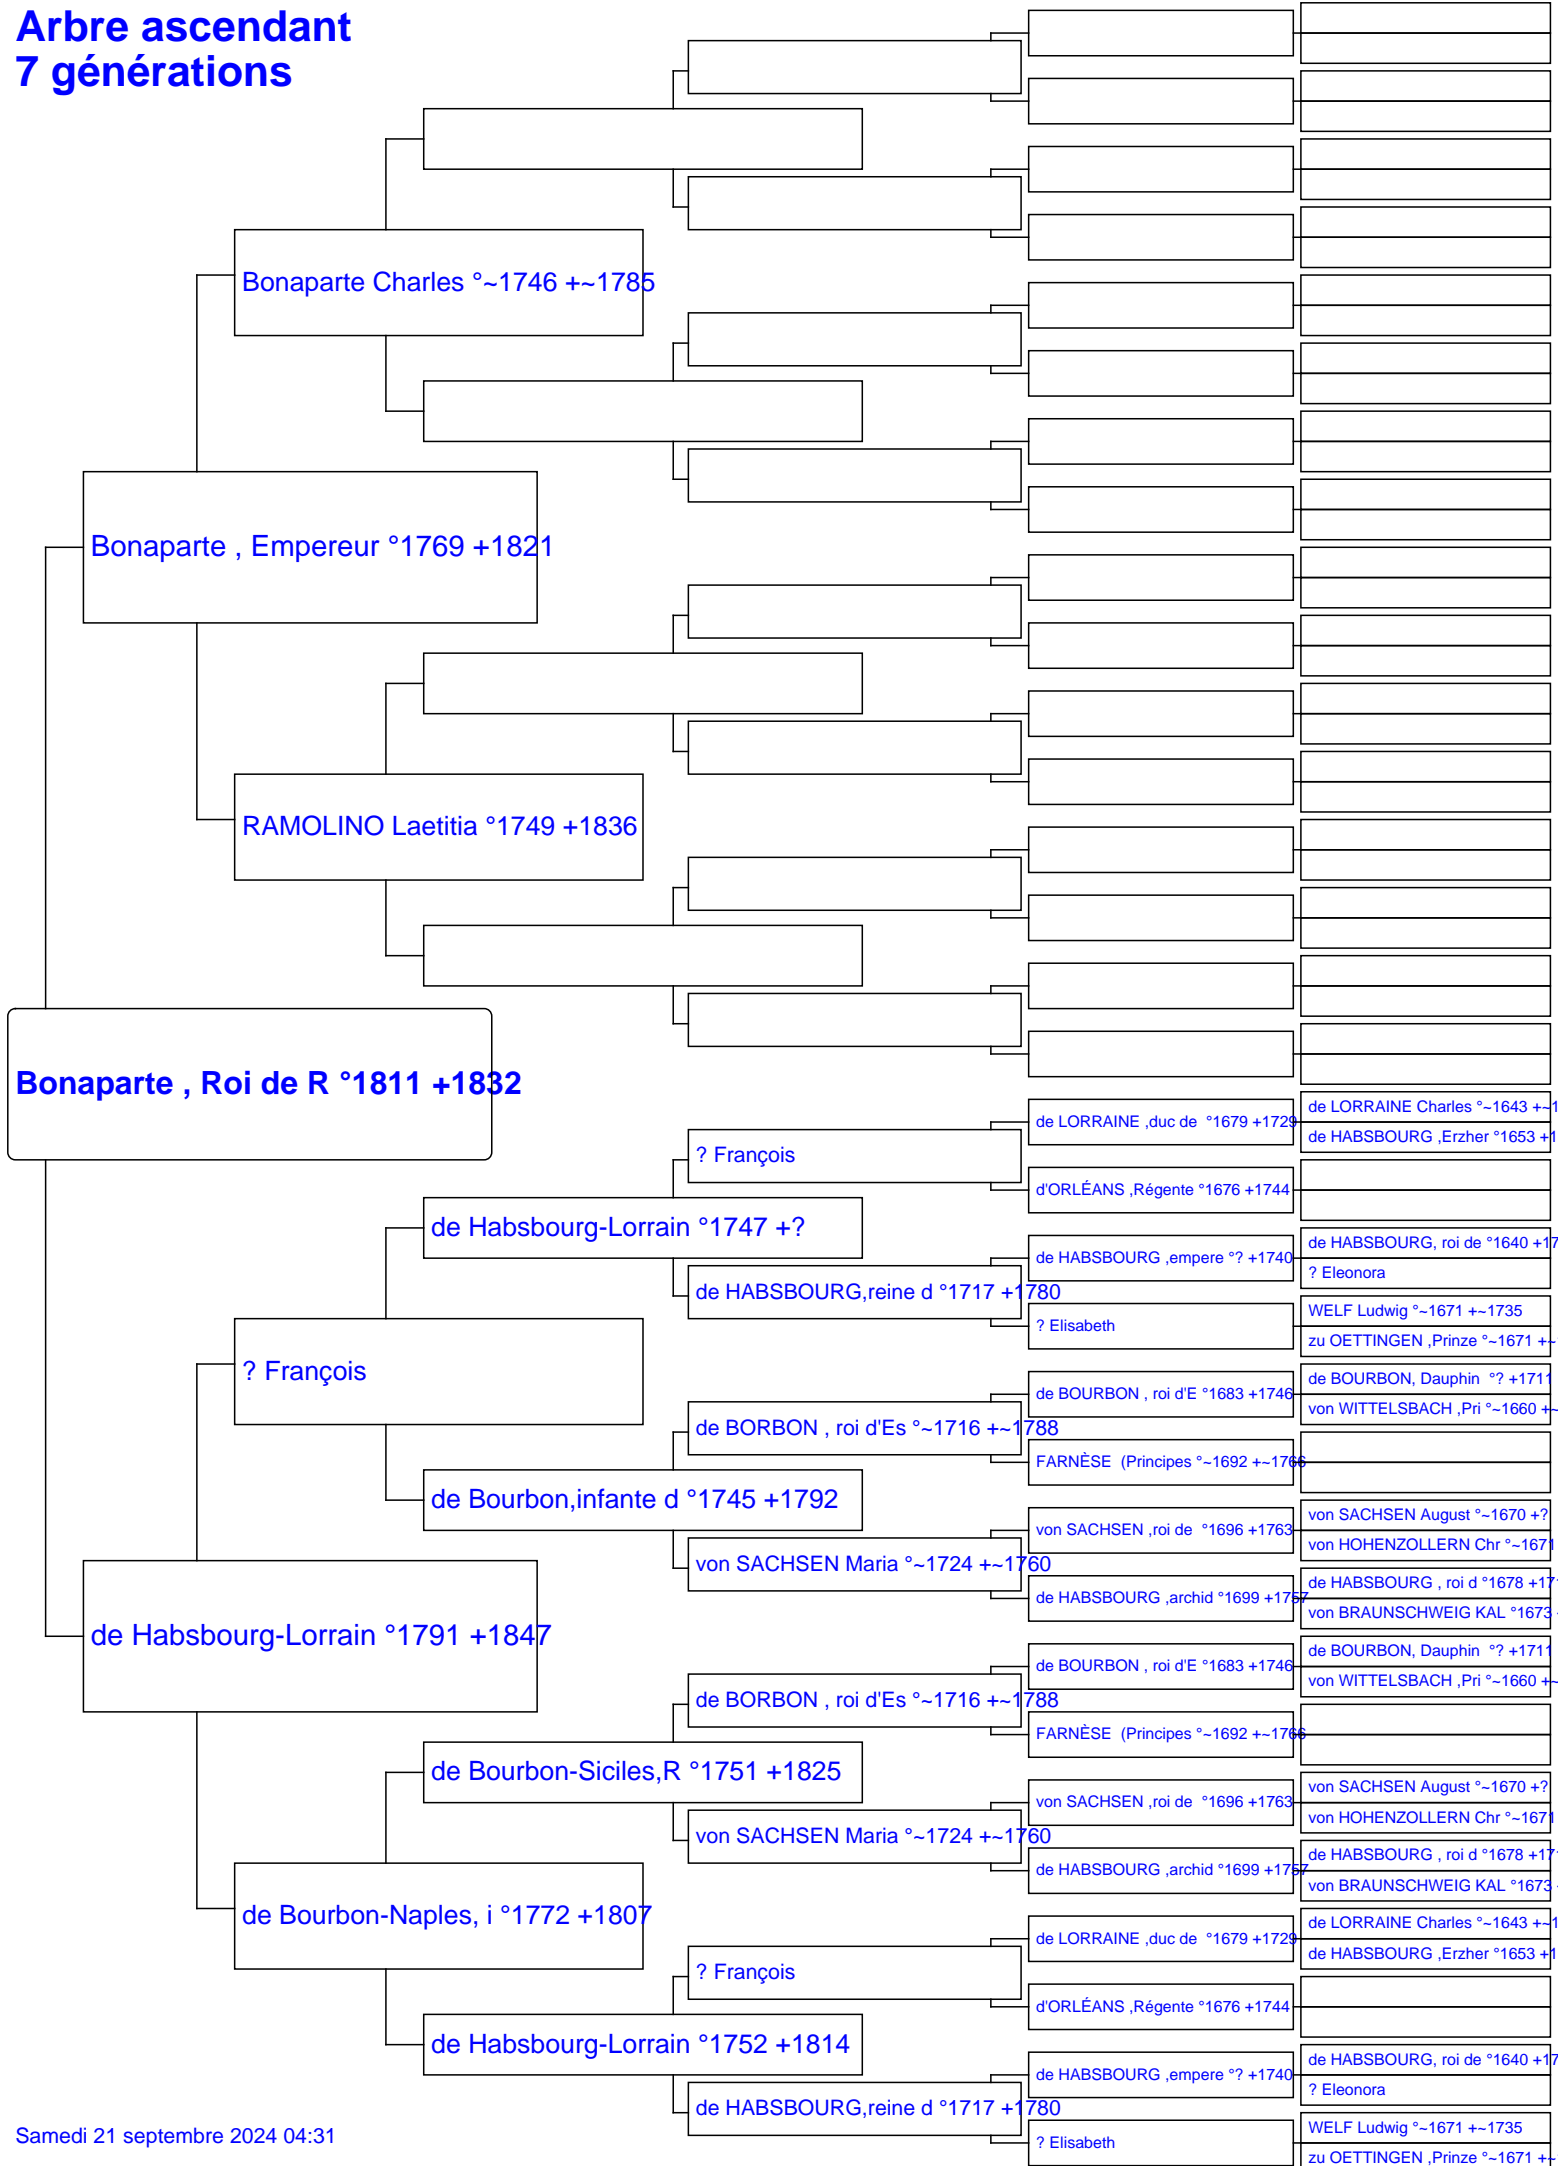 Arbre ascendant
7 générations
Bonaparte Charles °~1746 +~1785
Bonaparte , Empereur °1769 +1821
RAMOLINO Laetitia °1749 +1836
Bonaparte , Roi de R °1811 +1832
de LORRAINE Charles °~1643 +~1
de LORRAINE ,duc de °1679 +1729
de HABSBOURG ,Erzher °1653 +1
? François
d'ORLÉANS ,Régente °1676 +1744
de Habsbourg-Lorrain °1747 +?
de HABSBOURG, roi de °1640 +17
de HABSBOURG ,empere °? +1740
? Eleonora
de HABSBOURG,reine d °1717 +1780
WELF Ludwig °~1671 +~1735
? Elisabeth
zu OETTINGEN ,Prinze °~1671 +~
? François
de BOURBON, Dauphin °? +1711
de BOURBON , roi d'E °1683 +1746
von WITTELSBACH ,Pri °~1660 +~
de BORBON , roi d'Es °~1716 +~1788
FARNÈSE (Principes °~1692 +~1766
de Bourbon,infante d °1745 +1792
von SACHSEN August °~1670 +?
von SACHSEN ,roi de °1696 +1763
von HOHENZOLLERN Chr °~1671
von SACHSEN Maria °~1724 +~1760
de HABSBOURG , roi d °1678 +171
de HABSBOURG ,archid °1699 +1757
von BRAUNSCHWEIG KAL °1673 +
de Habsbourg-Lorrain °1791 +1847
de BOURBON, Dauphin °? +1711
de BOURBON , roi d'E °1683 +1746
von WITTELSBACH ,Pri °~1660 +~
de BORBON , roi d'Es °~1716 +~1788
FARNÈSE (Principes °~1692 +~1766
de Bourbon-Siciles,R °1751 +1825
von SACHSEN August °~1670 +?
von SACHSEN ,roi de °1696 +1763
von HOHENZOLLERN Chr °~1671
von SACHSEN Maria °~1724 +~1760
de HABSBOURG , roi d °1678 +171
de HABSBOURG ,archid °1699 +1757
von BRAUNSCHWEIG KAL °1673 +
de Bourbon-Naples, i °1772 +1807
de LORRAINE Charles °~1643 +~1
de LORRAINE ,duc de °1679 +1729
de HABSBOURG ,Erzher °1653 +1
? François
d'ORLÉANS ,Régente °1676 +1744
de Habsbourg-Lorrain °1752 +1814
de HABSBOURG, roi de °1640 +17
de HABSBOURG ,empere °? +1740
? Eleonora
de HABSBOURG,reine d °1717 +1780
WELF Ludwig °~1671 +~1735
? Elisabeth
zu OETTINGEN ,Prinze °~1671 +~
Samedi 21 septembre 2024 04:31